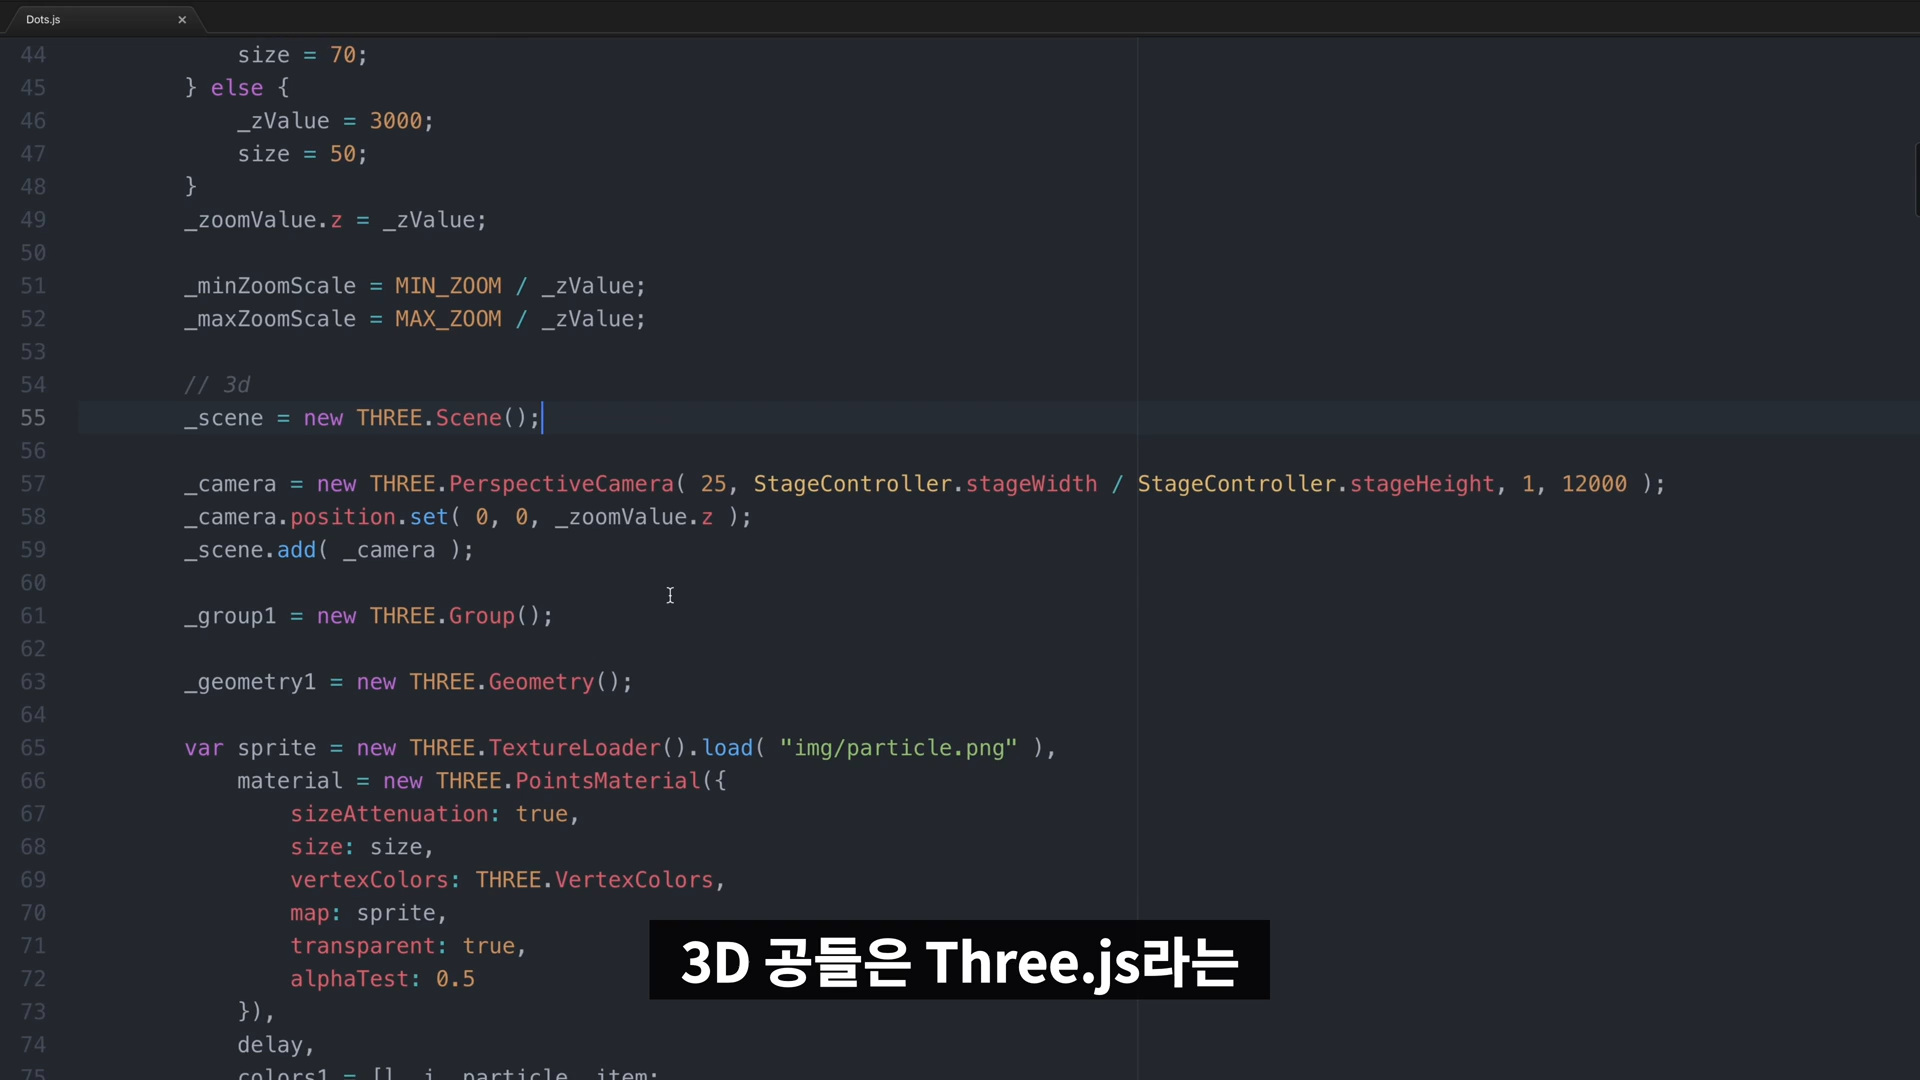 Dots.js ×
44 size = 70;
45 } else {
46 _zValue = 3000;
47 size = 50;
48 }
49 _zoomValue.z = _zValue;
50
51 _minZoomScale = MIN_ZOOM / _zValue;
52 _maxZoomScale = MAX_ZOOM / _zValue;
53
54 // 3d
55 _scene = new THREE.Scene();
56
57 _camera = new THREE.PerspectiveCamera( 25, StageController.stageWidth / StageController.stageHeight, 1, 12000 );
58 _camera.position.set( 0, 0, _zoomValue.z );
59 _scene.add( _camera );
60
61 _group1 = new THREE.Group();
62
63 _geometry1 = new THREE.Geometry();
64
65 var sprite = new THREE.TextureLoader().load( "img/particle.png" ),
66 material = new THREE.PointsMaterial({
67 sizeAttenuation: true,
68 size: size,
69 vertexColors: THREE.VertexColors,
70 map: sprite,
71 transparent: true,
72 alphaTest: 0.5
73 }),
74 delay,
75 colors1 = [], i, particle, item;
3D 공들은 Three.js라는